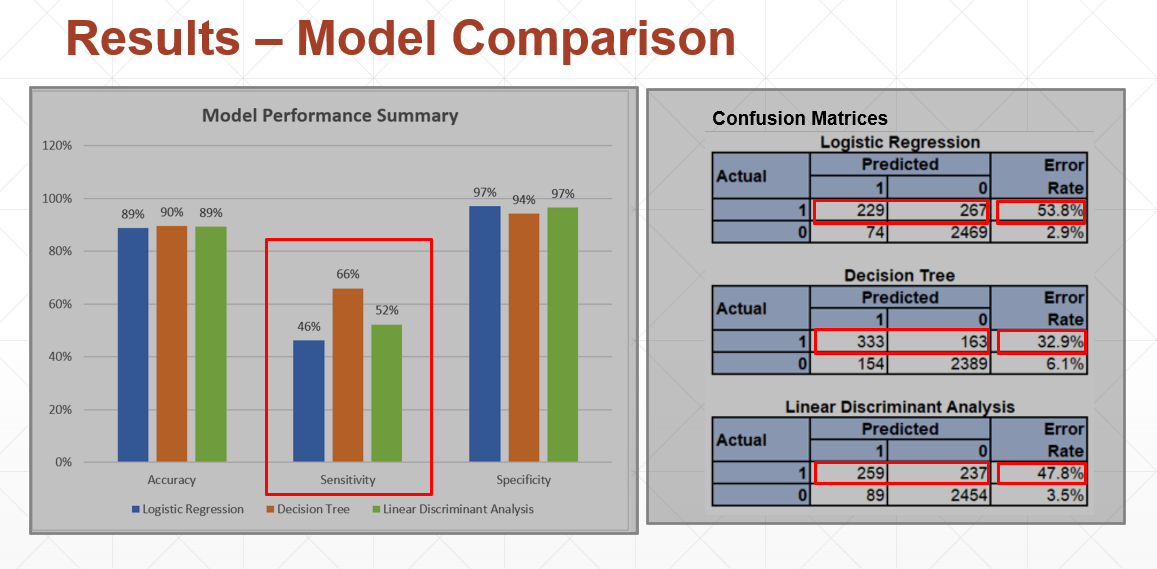 Results – Model Comparison
Model Performance Summary
120%
100%
80%
60%
40%
20%
0%
89% 90% 89%
46% 66% 52%
97% 94% 97%
Accuracy Sensitivity Specificity
Logistic Regression Decision Tree Linear Discriminant Analysis
Confusion Matrices
Logistic Regression
Actual Predicted Error Rate
1 0
1 229 267 53.8%
0 74 2469 2.9%
Decision Tree
Actual Predicted Error Rate
1 0
1 333 163 32.9%
0 154 2389 6.1%
Linear Discriminant Analysis
Actual Predicted Error Rate
1 0
1 259 237 47.8%
0 89 2454 3.5%